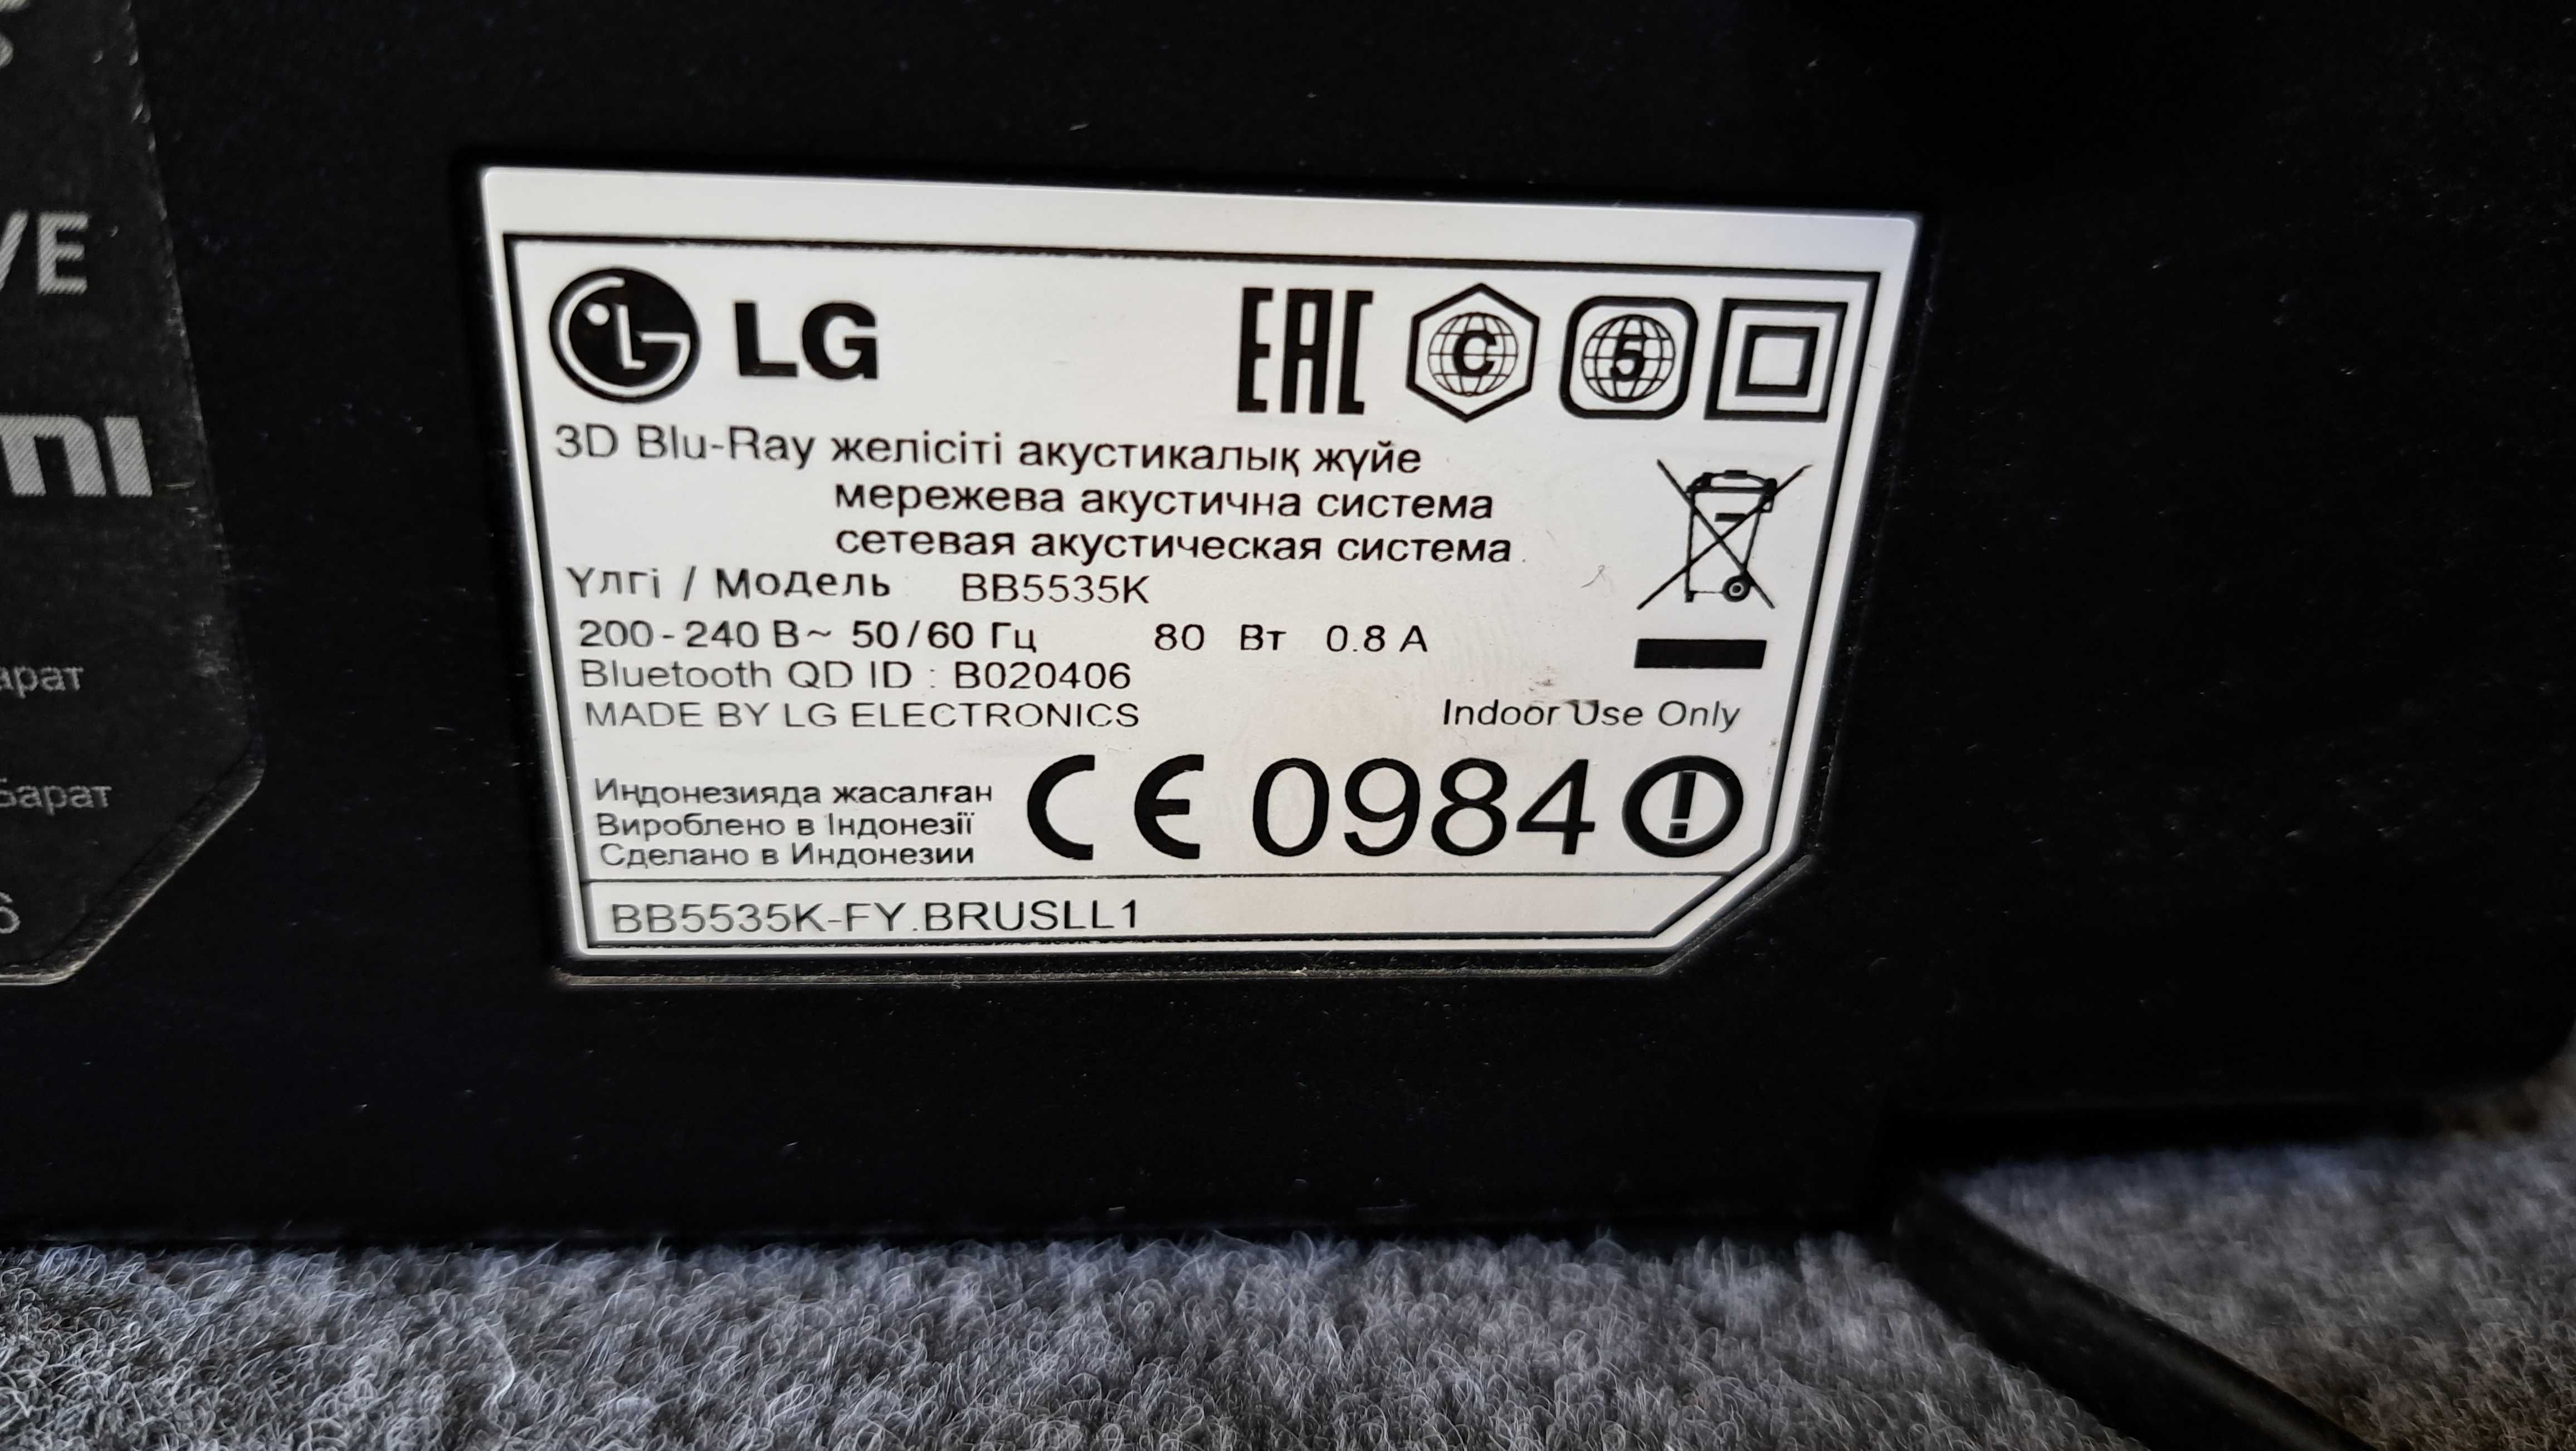 VE
LG
EAC
C
5
3D Blu-Ray желісіті акустикалық жүйе
мережева акустична система
сетевая акустическая система
Үлгі / Модель BB5535K
200-240 В~ 50/60 Гц 80 Вт 0.8 A
Bluetooth QD ID : B020406
MADE BY LG ELECTRONICS
Indoor Use Only
Индонезияда жасалған
Вироблено в Індонезії
Сделано в Индонезии
CE 0984
BB5535K-FY.BRUSLL1
арат
Барат
6